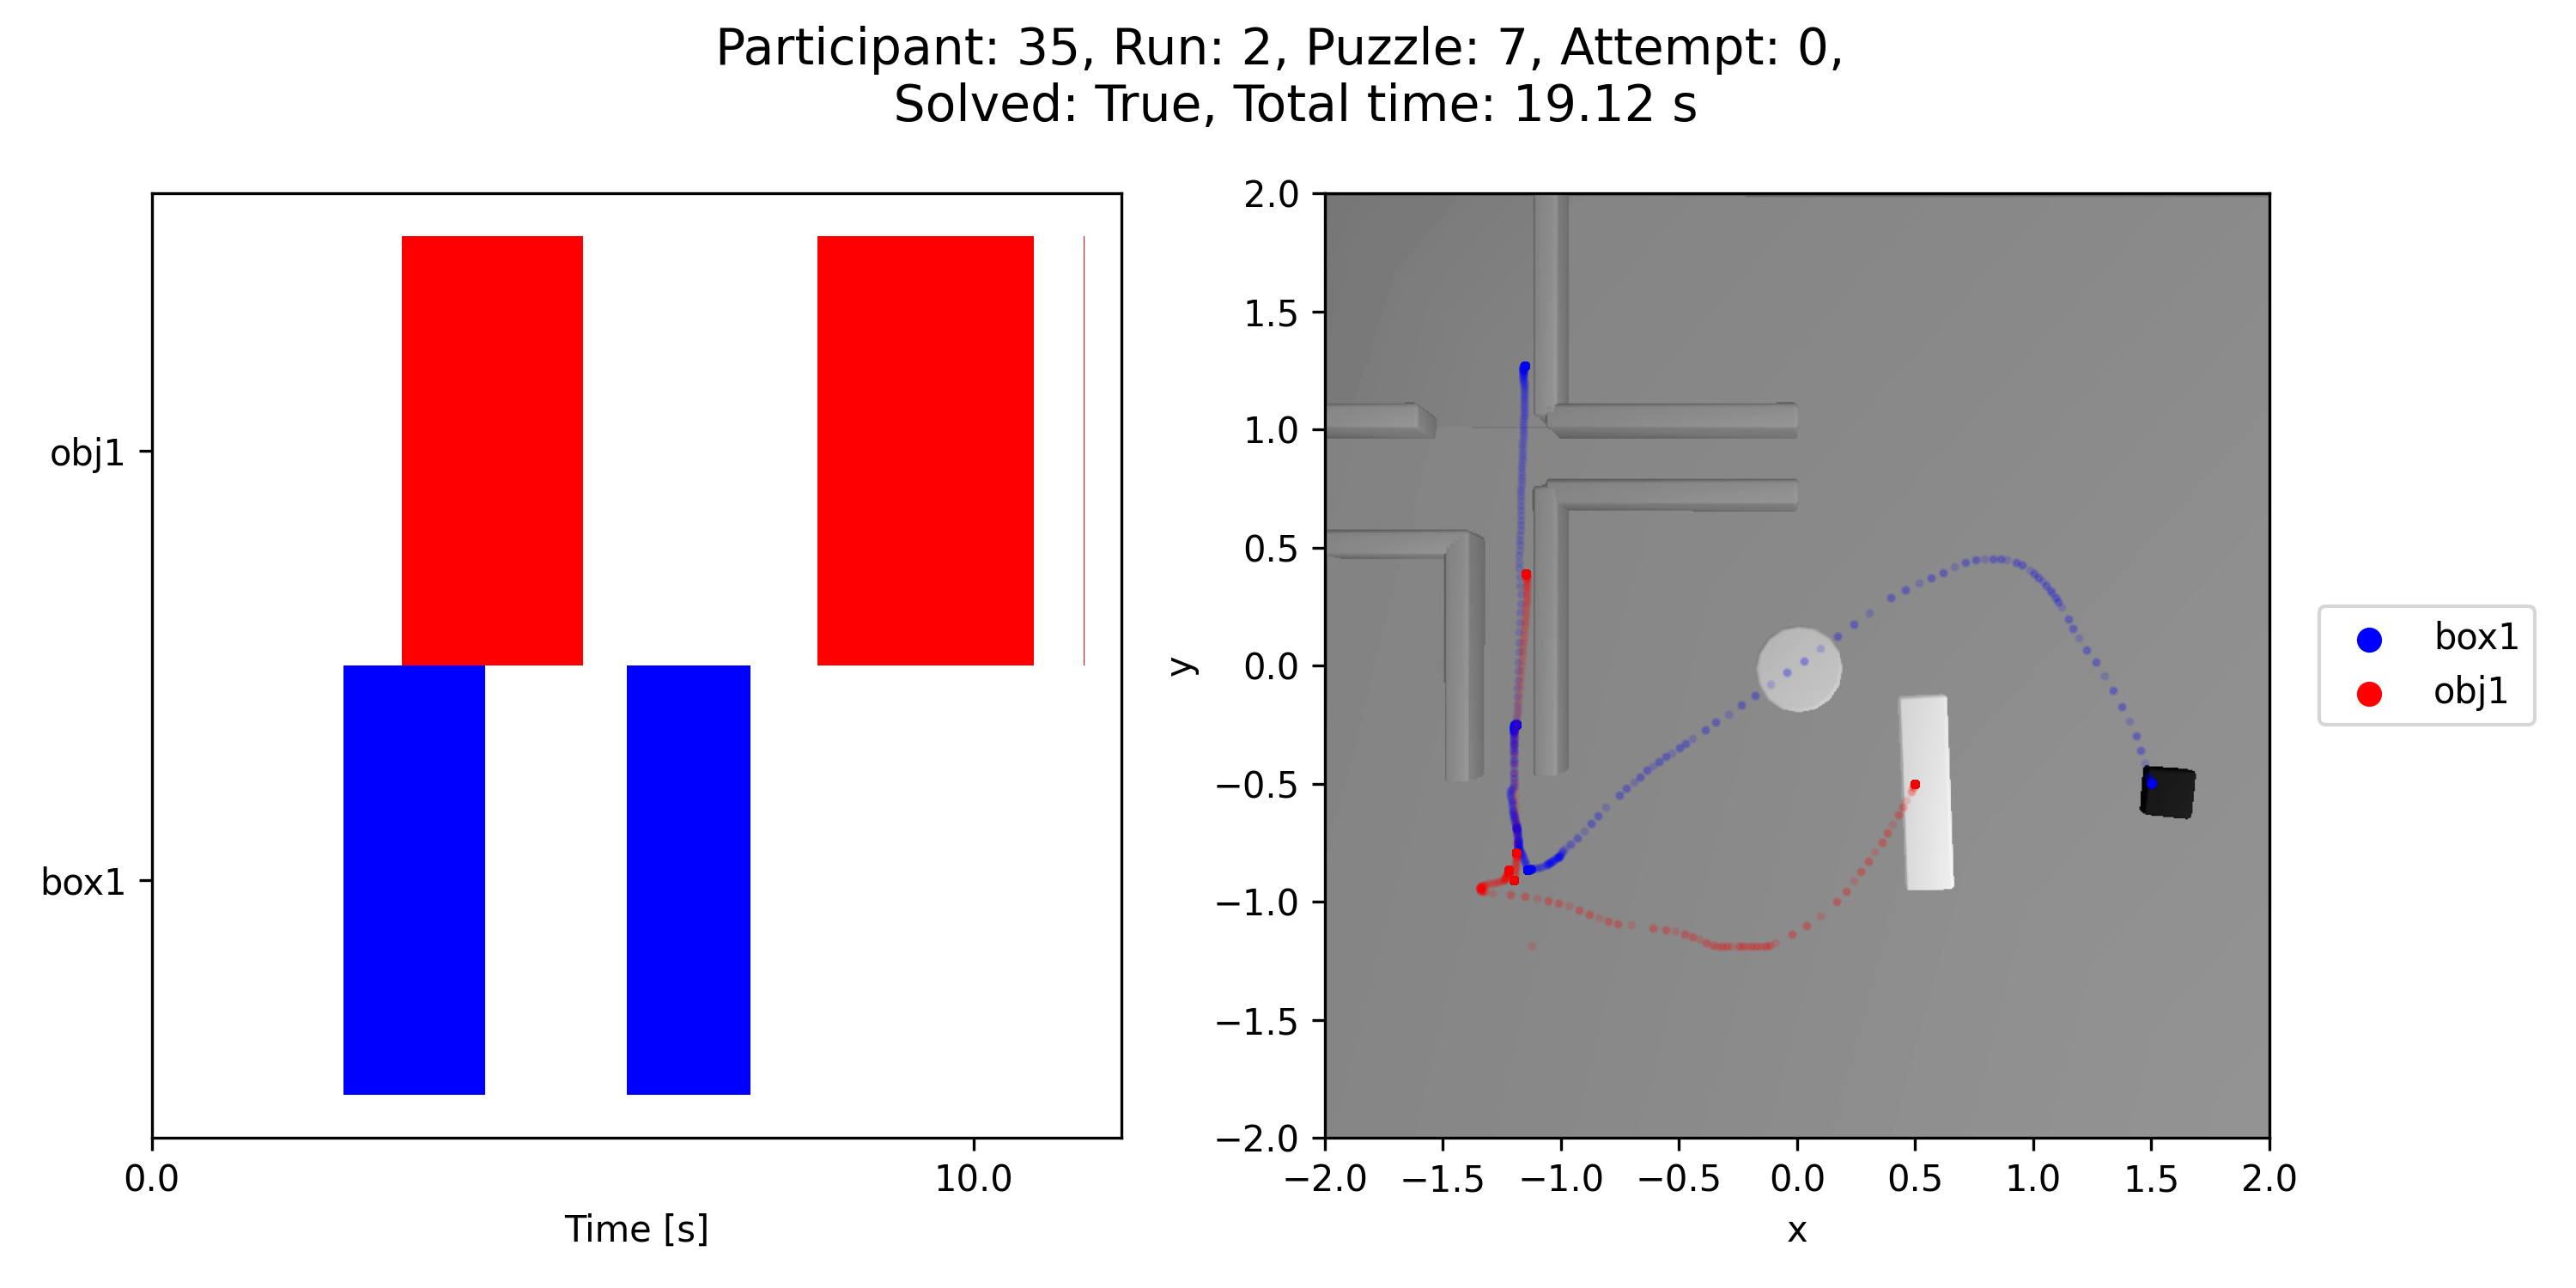 Participant: 35, Run: 2, Puzzle: 7, Attempt: 0,
Solved: True, Total time: 19.12 s
obj1
box1
0.0
10.0
Time [s]
2.0
1.5
1.0
0.5
0.0
−0.5
−1.0
−1.5
−2.0
y
−2.0
−1.5
−1.0
−0.5
0.0
0.5
1.0
1.5
2.0
x
box1
obj1